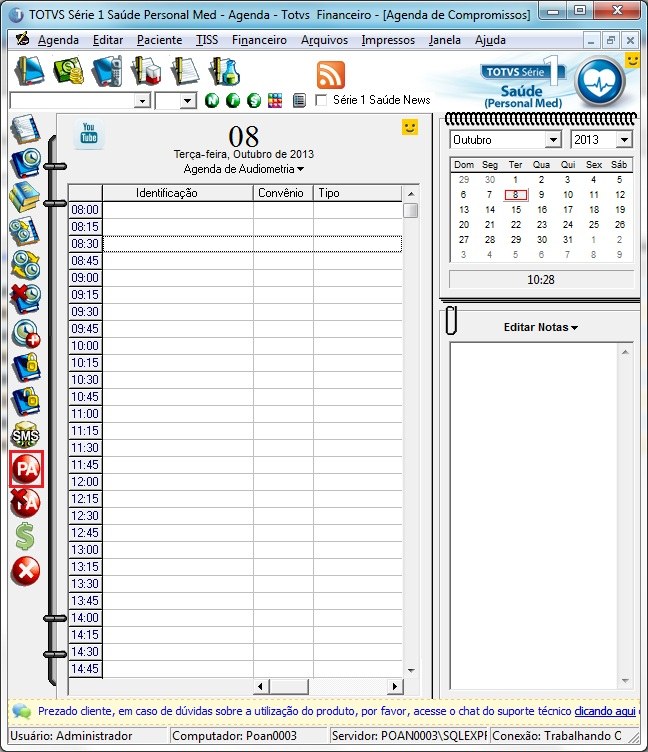 TOTVS Série 1 Saúde Personal Med - Agenda - Totvs Financeiro - [Agenda de Compromissos]
Agenda Editar Paciente TISS Financeiro Arquivos Impressos Janela Ajuda
N I S Série 1 Saúde News
TOTVS Série 1
Saúde
(Personal Med)
You
Tube
08
Terça-feira, Outubro de 2013
Agenda de Audiometria
Identificação Convênio Tipo
08:00
08:15
08:30
08:45
09:00
09:15
09:30
09:45
10:00
10:15
10:30
10:45
11:00
11:15
11:30
11:45
12:00
12:15
12:30
12:45
13:00
13:15
13:30
13:45
14:00
14:15
14:30
14:45
SMS
PA
PA
$
Outubro 2013
Dom Seg Ter Qua Qui Sex Sáb
29 30 1 2 3 4 5
6 7 8 9 10 11 12
13 14 15 16 17 18 19
20 21 22 23 24 25 26
27 28 29 30 31 1 2
3 4 5 6 7 8 9
10:28
Editar Notas
Prezado cliente, em caso de dúvidas sobre a utilização do produto, por favor, acesse o chat do suporte técnico clicando aqui
Usuário: Administrador Computador: Poan0003 Servidor: POAN0003\SQLEXPR Conexão: Trabalhando O